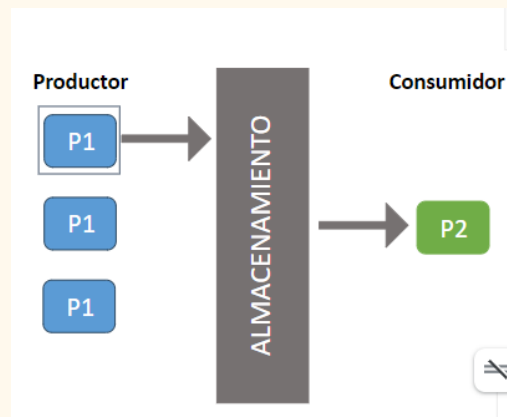 Productor
Consumidor
P1
ALMACENAMIENTO
P1
P2
P1